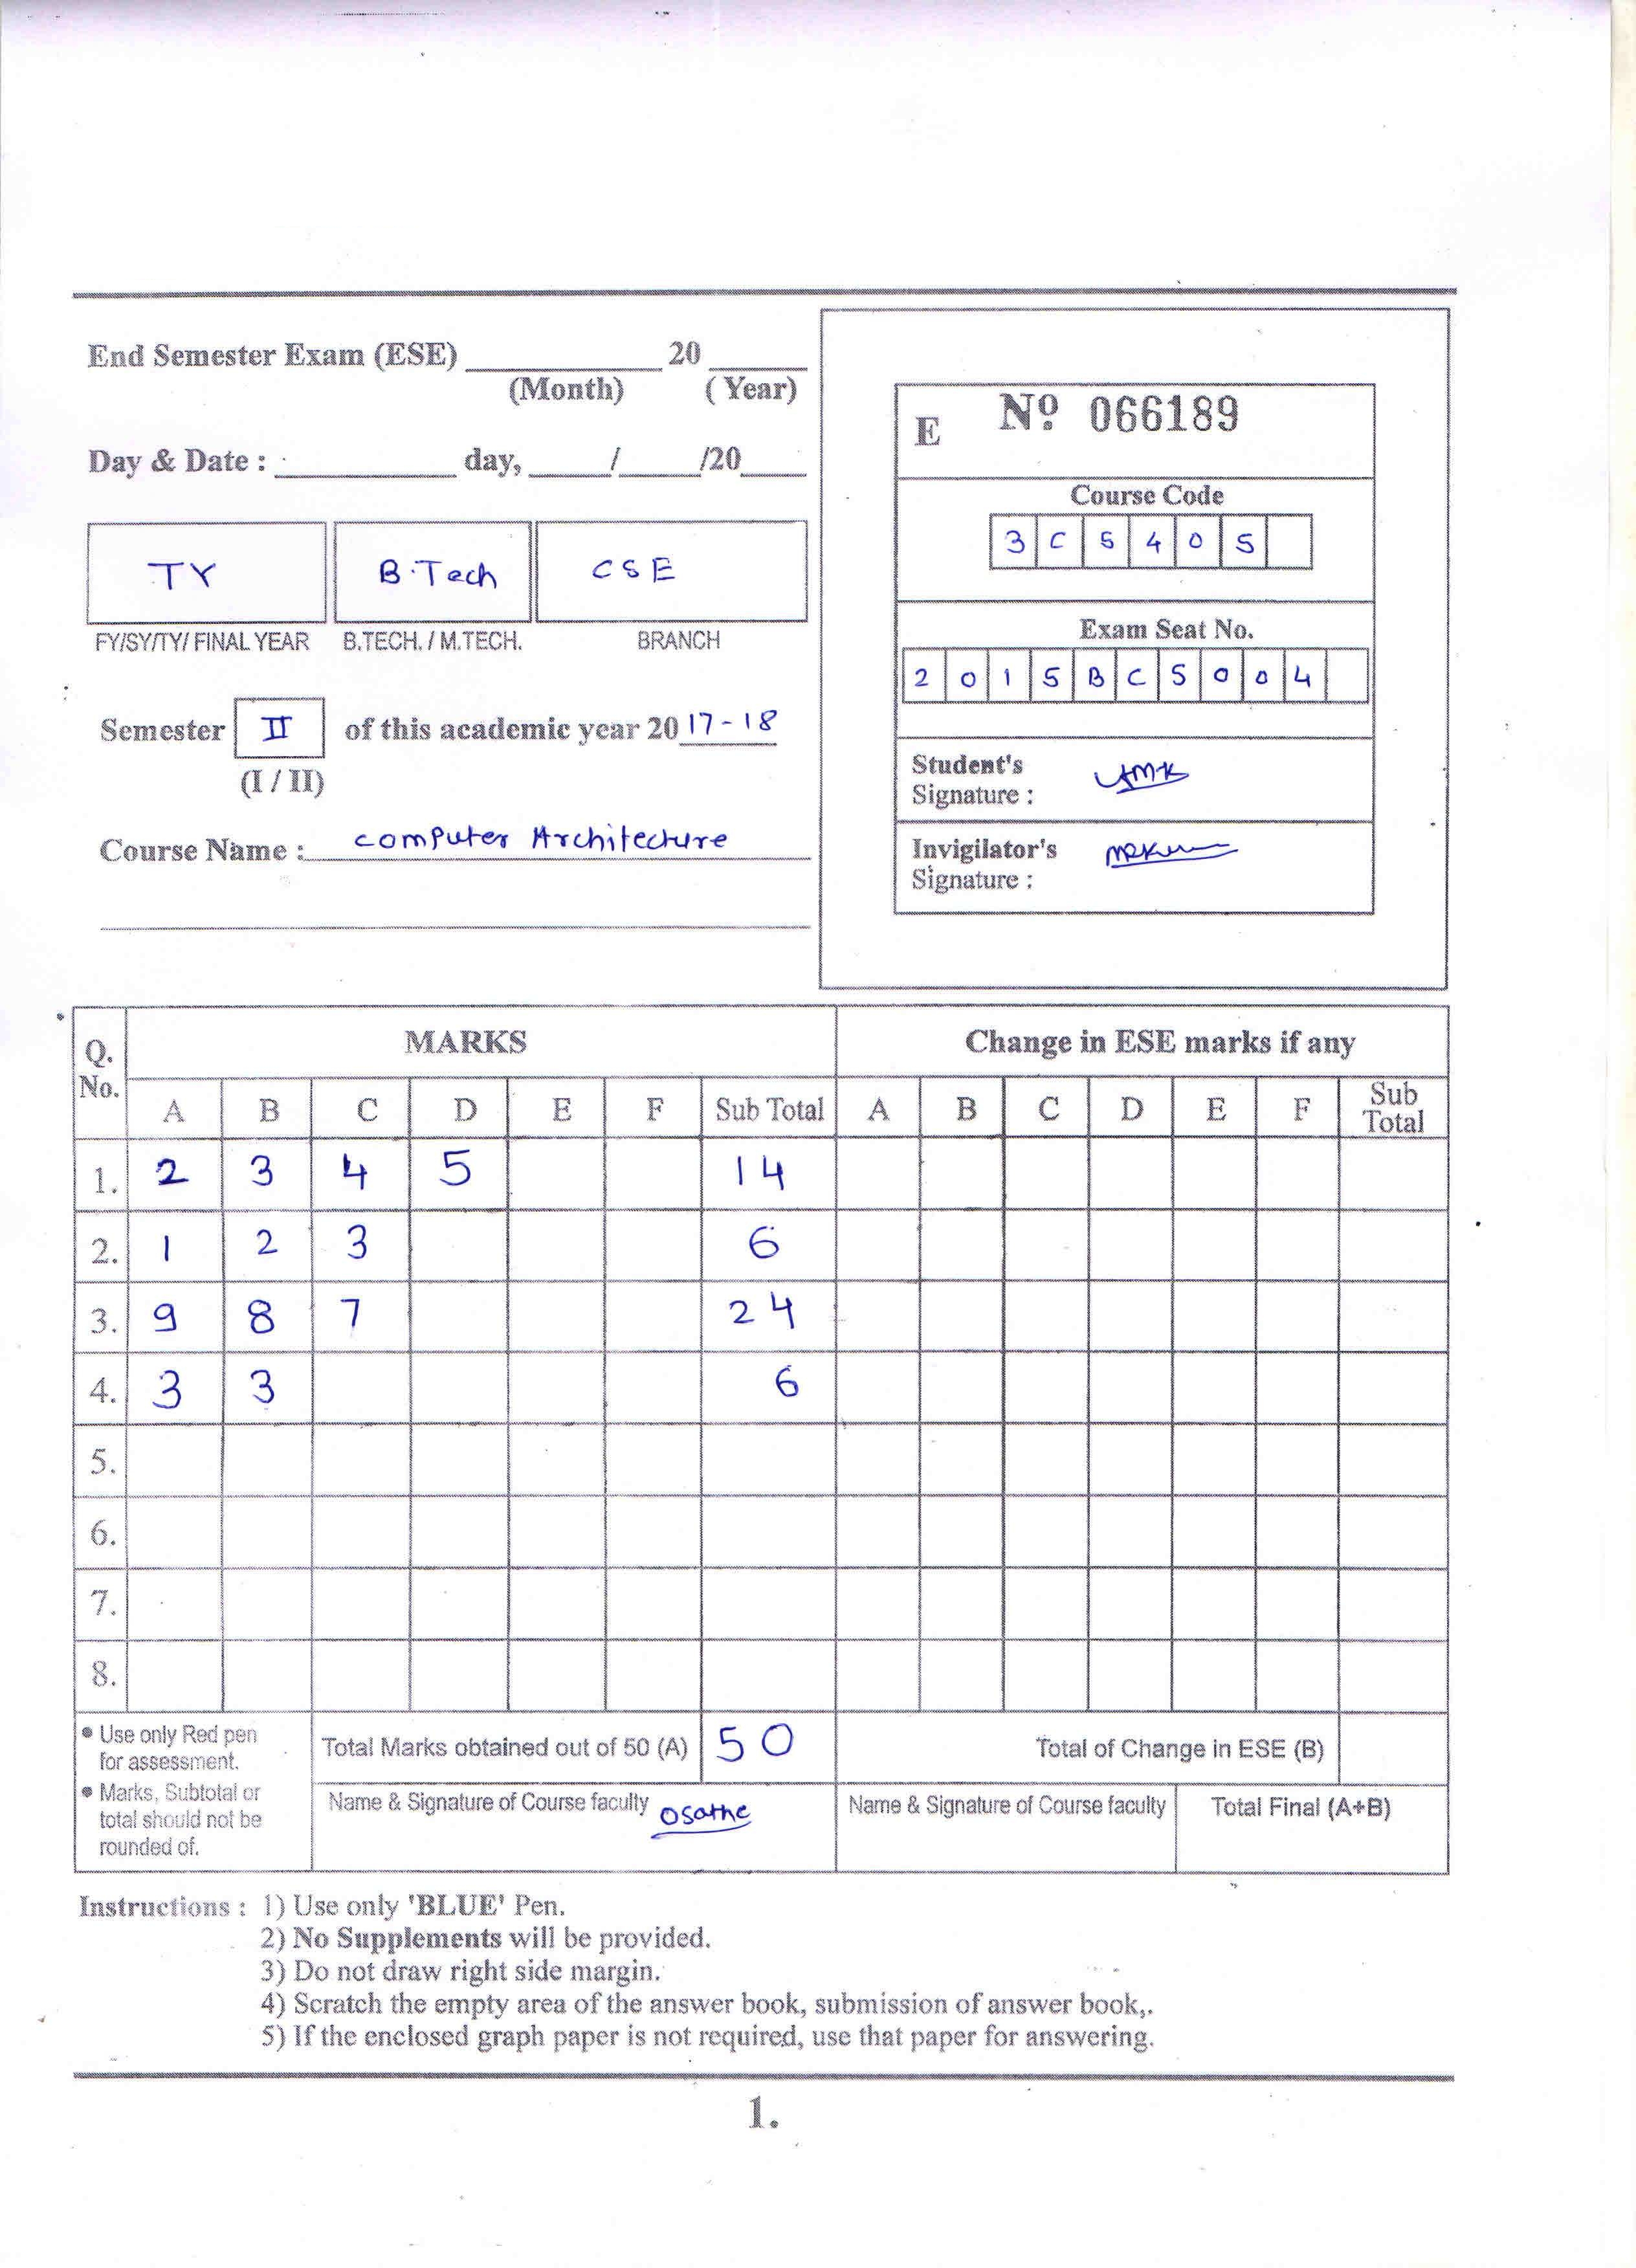 End Semester Exam (ESE) ____________ 20 ______
(Month) ( Year)
Day & Date : ___________ day, _____/_____/20____
TY B.Tech CSE
FY/SY/TY/ FINAL YEAR B.TECH. / M.TECH. BRANCH
Semester II of this academic year 20 17-18
(I / II)
Course Name : computer Architecture
E Nº 066189
Course Code
3 C 5 4 0 5
Exam Seat No.
2 0 1 5 B C S 0 0 4
Student's
Signature :
Invigilator's
Signature :
Q. No. MARKS Change in ESE marks if any
A B C D E F Sub Total A B C D E F Sub Total
1. 2 3 4 5 14
2. 1 2 3 6
3. 9 8 7 24
4. 3 3 6
5.
6.
7.
8.
• Use only Red pen
for assessment.
• Marks, Subtotal or
total should not be
rounded of.
Total Marks obtained out of 50 (A) 50 Total of Change in ESE (B)
Name & Signature of Course faculty Osathe Name & Signature of Course faculty Total Final (A+B)
Instructions : 1) Use only 'BLUE' Pen.
2) No Supplements will be provided.
3) Do not draw right side margin.
4) Scratch the empty area of the answer book, submission of answer book,.
5) If the enclosed graph paper is not required, use that paper for answering.
1.